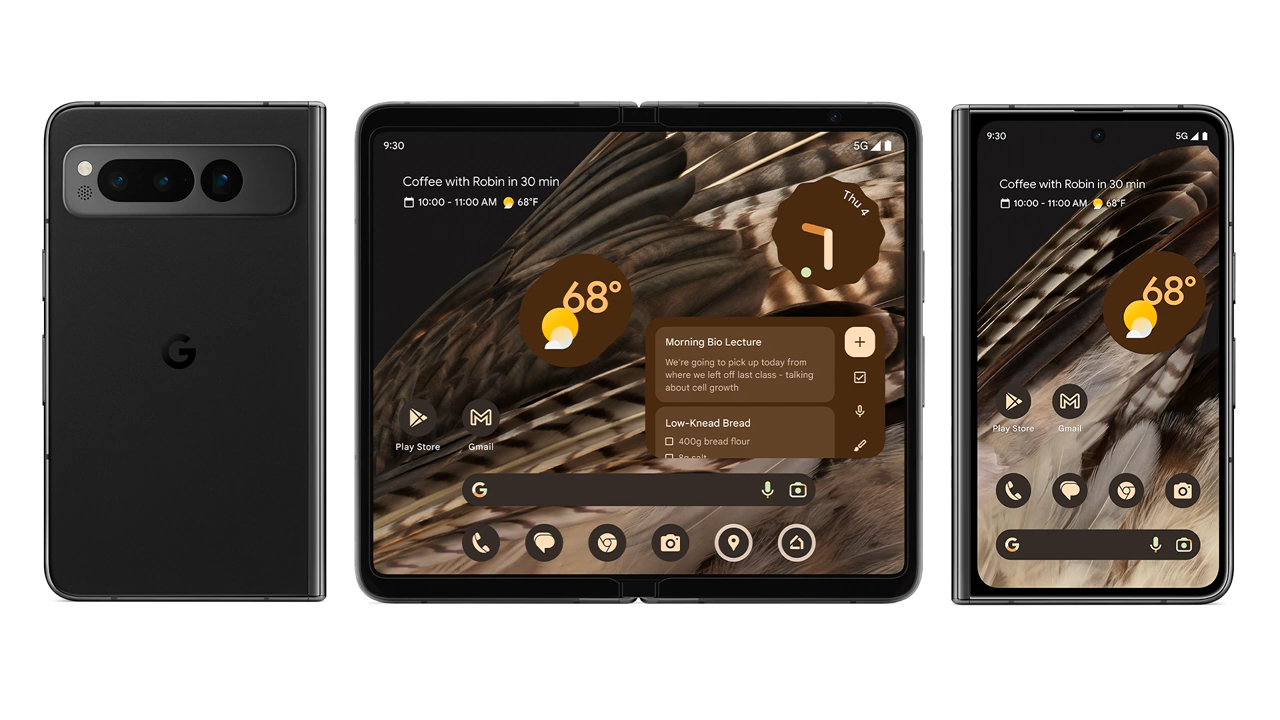 9:30
5G
Coffee with Robin in 30 min
10:00 - 11:00 AM 68°F
Thu 4
68°
Morning Bio Lecture
We're going to pick up today from
where we left off last class - talking
about cell growth
Low-Knead Bread
400g bread flour
8g salt
Play Store
Gmail
G
9:30
5G
Coffee with Robin in 30 min
10:00 - 11:00 AM 68°F
68°
Play Store
Gmail
G